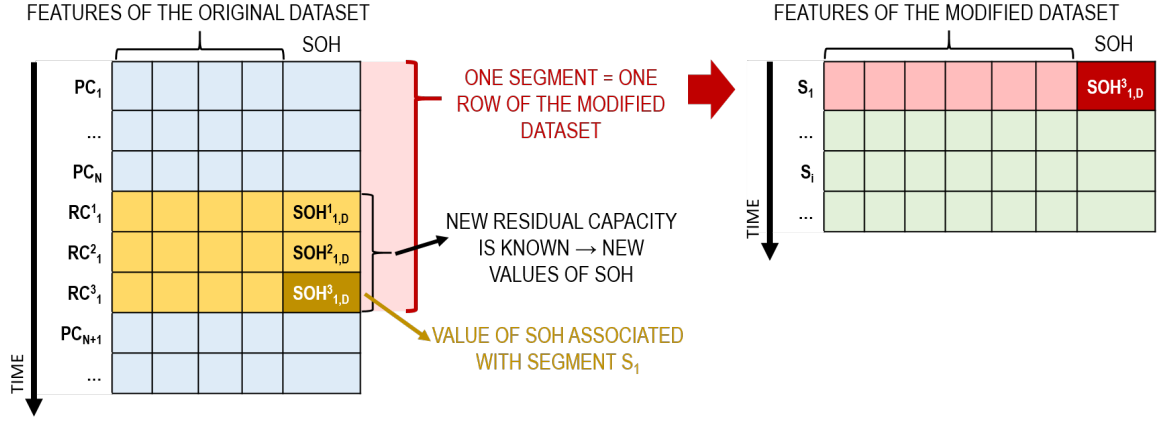 FEATURES OF THE ORIGINAL DATASET
SOH
PC₁
...
PC_N
RC¹₁ SOH¹₁,D
RC²₁ SOH²₁,D
RC³₁ SOH³₁,D
PC_N+1
...
TIME
ONE SEGMENT = ONE
ROW OF THE MODIFIED
DATASET
NEW RESIDUAL CAPACITY
IS KNOWN → NEW
VALUES OF SOH
VALUE OF SOH ASSOCIATED
WITH SEGMENT S₁
FEATURES OF THE MODIFIED DATASET
SOH
S₁ SOH³₁,D
...
Sᵢ
...
TIME